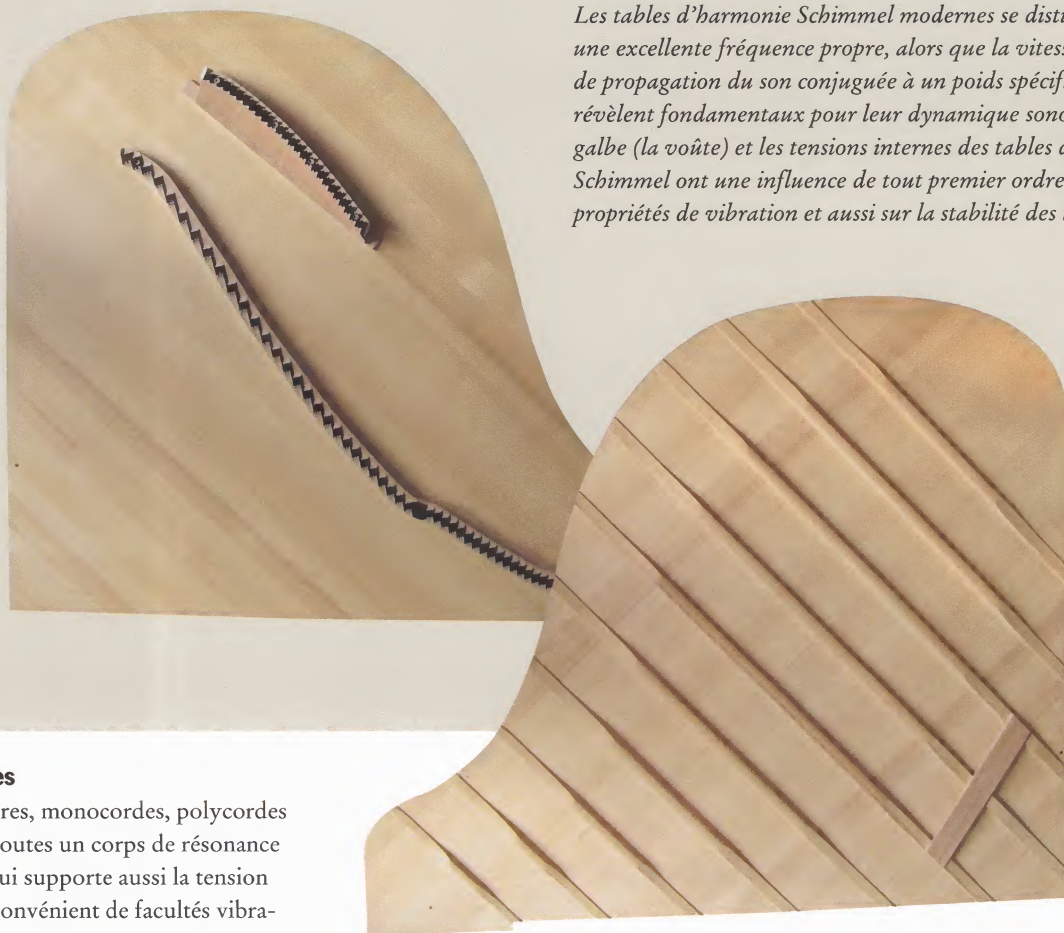 Les tables d'harmonie Schimmel modernes se disti
une excellente fréquence propre, alors que la vitess
de propagation du son conjuguée à un poids spécif
révèlent fondamentaux pour leur dynamique sono
galbe (la voûte) et les tensions internes des tables d
Schimmel ont une influence de tout premier ordre
propriétés de vibration et aussi sur la stabilité des
es
res, monocordes, polycordes
outes un corps de résonance
ui supporte aussi la tension
onvénient de facultés vibra-